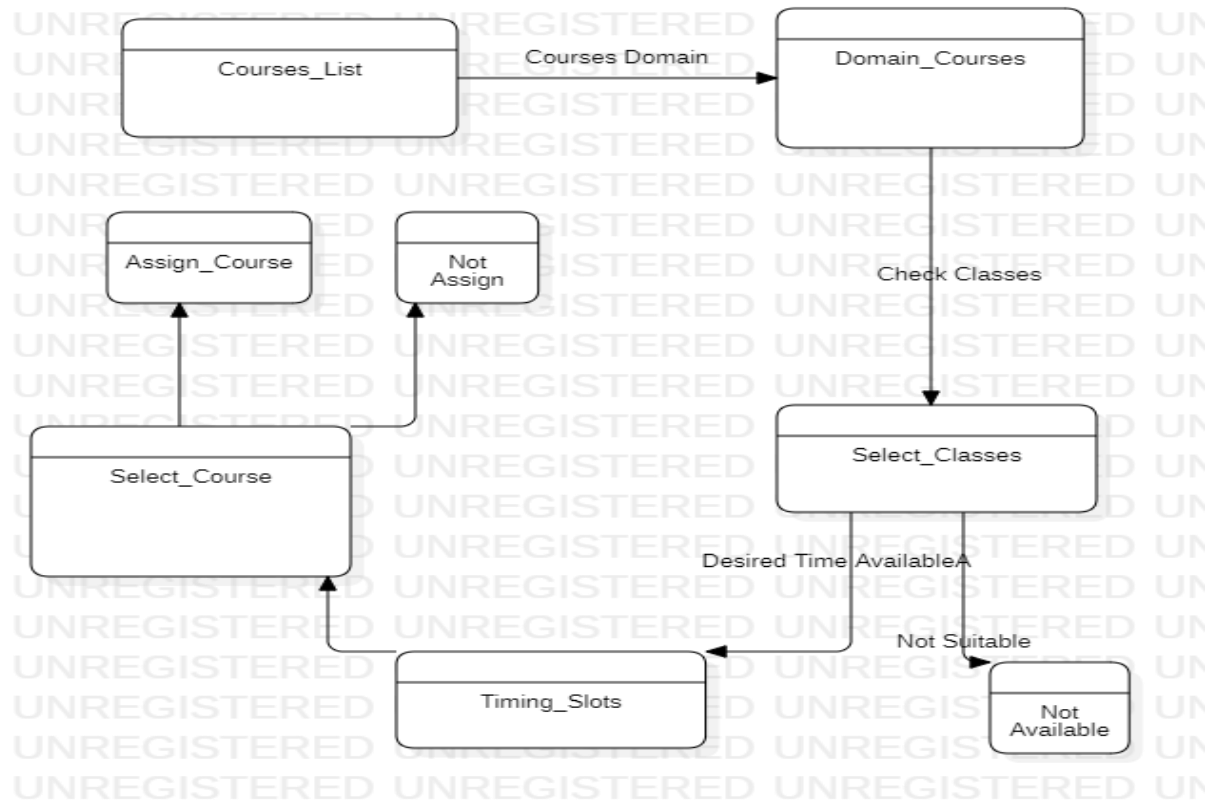 Courses_List
Courses Domain
Domain_Courses
Assign_Course
Not
Assign
Check Classes
Select_Course
Select_Classes
Desired Time AvailableA
Not Suitable
Timing_Slots
Not
Available
UNREGISTERED